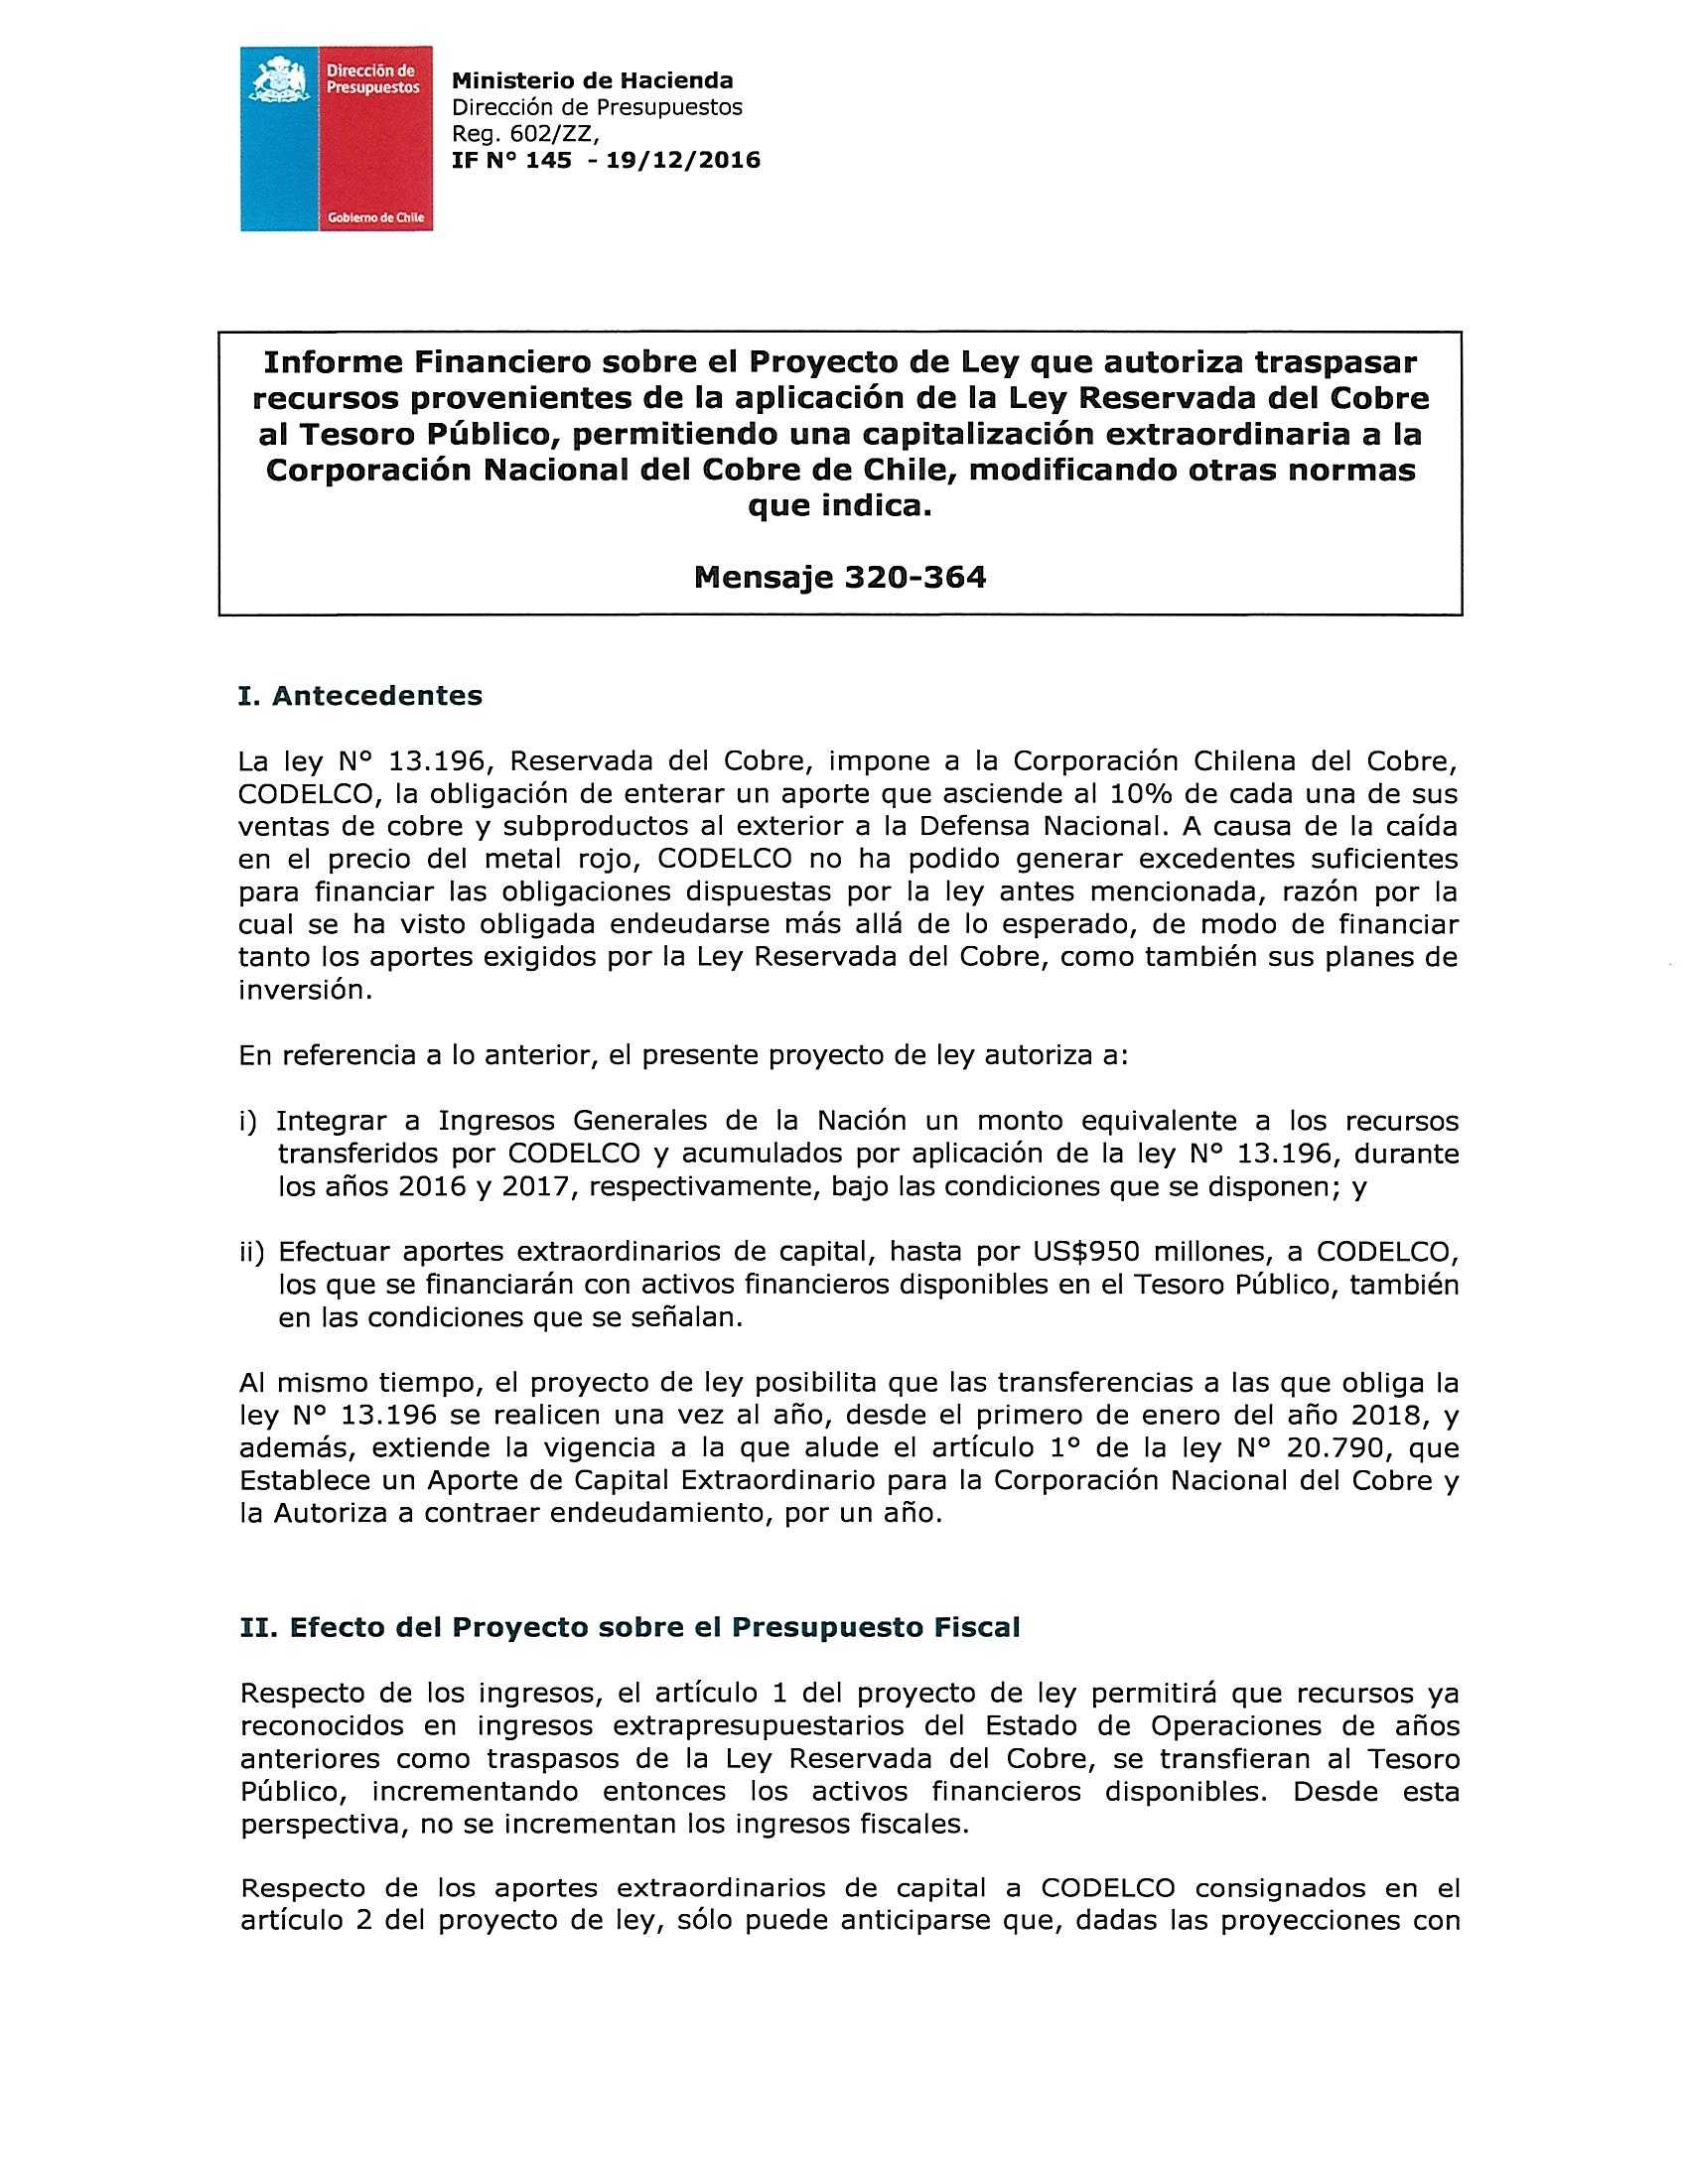 Dirección de
Presupuestos
Gobierno de Chile
Ministerio de Hacienda
Dirección de Presupuestos
Reg. 602/ZZ,
IF Nº 145 - 19/12/2016
Informe Financiero sobre el Proyecto de Ley que autoriza traspasar
recursos provenientes de la aplicación de la Ley Reservada del Cobre
al Tesoro Público, permitiendo una capitalización extraordinaria a la
Corporación Nacional del Cobre de Chile, modificando otras normas
que indica.
Mensaje 320-364
I. Antecedentes
La ley Nº 13.196, Reservada del Cobre, impone a la Corporación Chilena del Cobre,
CODELCO, la obligación de enterar un aporte que asciende al 10% de cada una de sus
ventas de cobre y subproductos al exterior a la Defensa Nacional. A causa de la caída
en el precio del metal rojo, CODELCO no ha podido generar excedentes suficientes
para financiar las obligaciones dispuestas por la ley antes mencionada, razón por la
cual se ha visto obligada endeudarse más allá de lo esperado, de modo de financiar
tanto los aportes exigidos por la Ley Reservada del Cobre, como también sus planes de
inversión.
En referencia a lo anterior, el presente proyecto de ley autoriza a:
i) Integrar a Ingresos Generales de la Nación un monto equivalente a los recursos
transferidos por CODELCO y acumulados por aplicación de la ley Nº 13.196, durante
los años 2016 y 2017, respectivamente, bajo las condiciones que se disponen; y
ii) Efectuar aportes extraordinarios de capital, hasta por US$950 millones, a CODELCO,
los que se financiarán con activos financieros disponibles en el Tesoro Público, también
en las condiciones que se señalan.
Al mismo tiempo, el proyecto de ley posibilita que las transferencias a las que obliga la
ley Nº 13.196 se realicen una vez al año, desde el primero de enero del año 2018, y
además, extiende la vigencia a la que alude el artículo 1º de la ley Nº 20.790, que
Establece un Aporte de Capital Extraordinario para la Corporación Nacional del Cobre y
la Autoriza a contraer endeudamiento, por un año.
II. Efecto del Proyecto sobre el Presupuesto Fiscal
Respecto de los ingresos, el artículo 1 del proyecto de ley permitirá que recursos ya
reconocidos en ingresos extrapresupuestarios del Estado de Operaciones de años
anteriores como traspasos de la Ley Reservada del Cobre, se transfieran al Tesoro
Público, incrementando entonces los activos financieros disponibles. Desde esta
perspectiva, no se incrementan los ingresos fiscales.
Respecto de los aportes extraordinarios de capital a CODELCO consignados en el
artículo 2 del proyecto de ley, sólo puede anticiparse que, dadas las proyecciones con